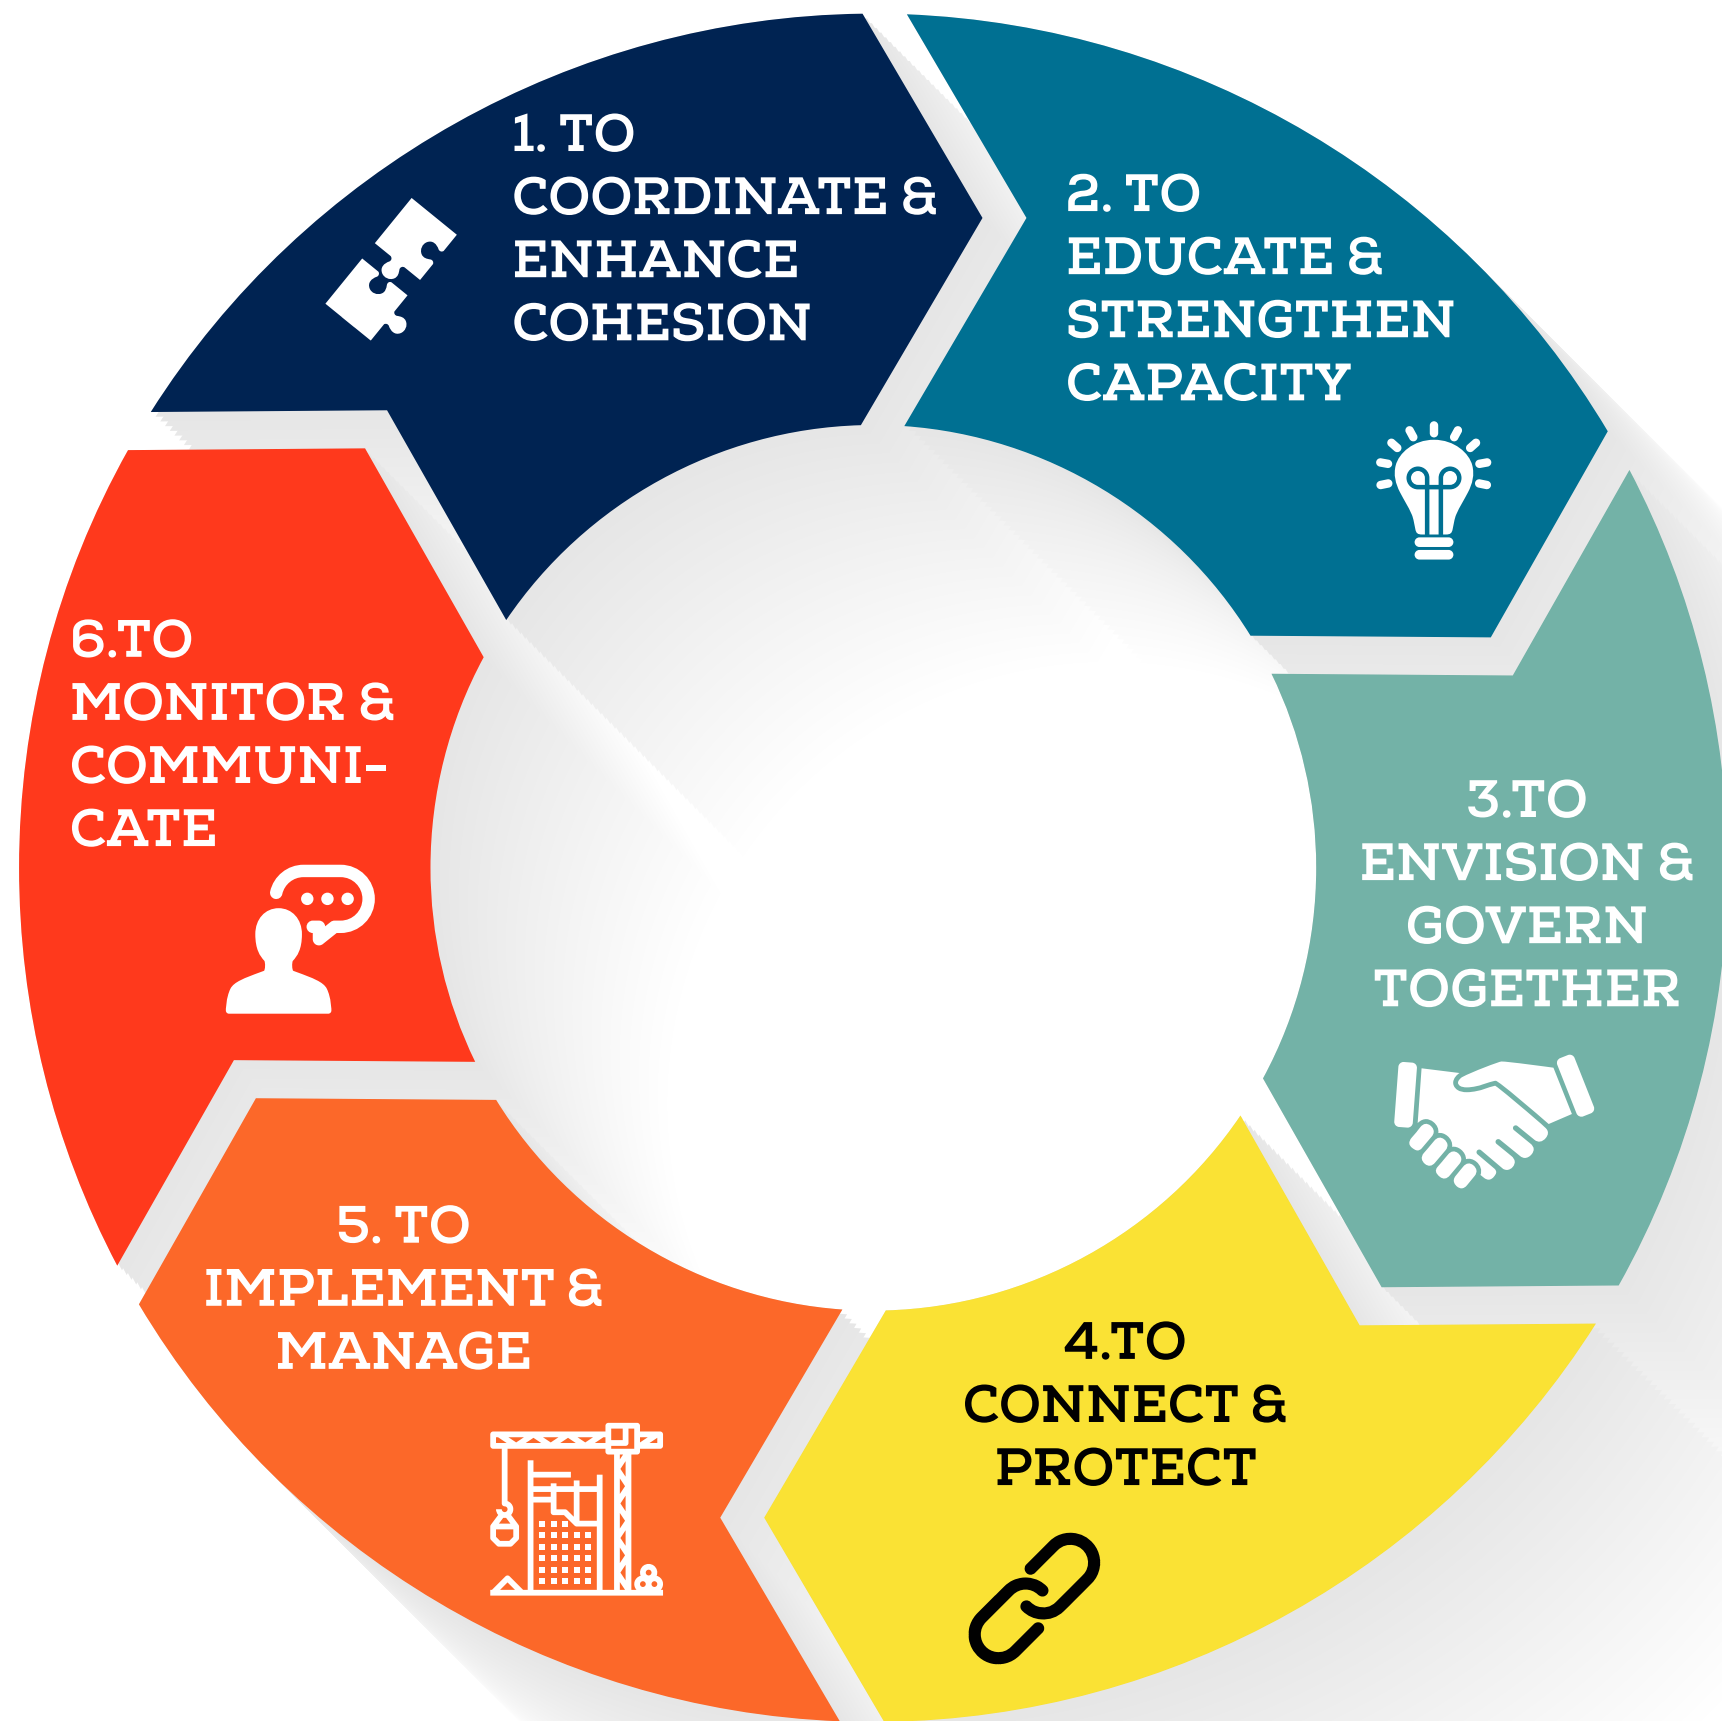 1. TO
COORDINATE &
ENHANCE
COHESION
2. TO
EDUCATE &
STRENGTHEN
CAPACITY
3.TO
ENVISION &
GOVERN
TOGETHER
4.TO
CONNECT &
PROTECT
5. TO
IMPLEMENT &
MANAGE
6.TO
MONITOR &
COMMUNI-
CATE